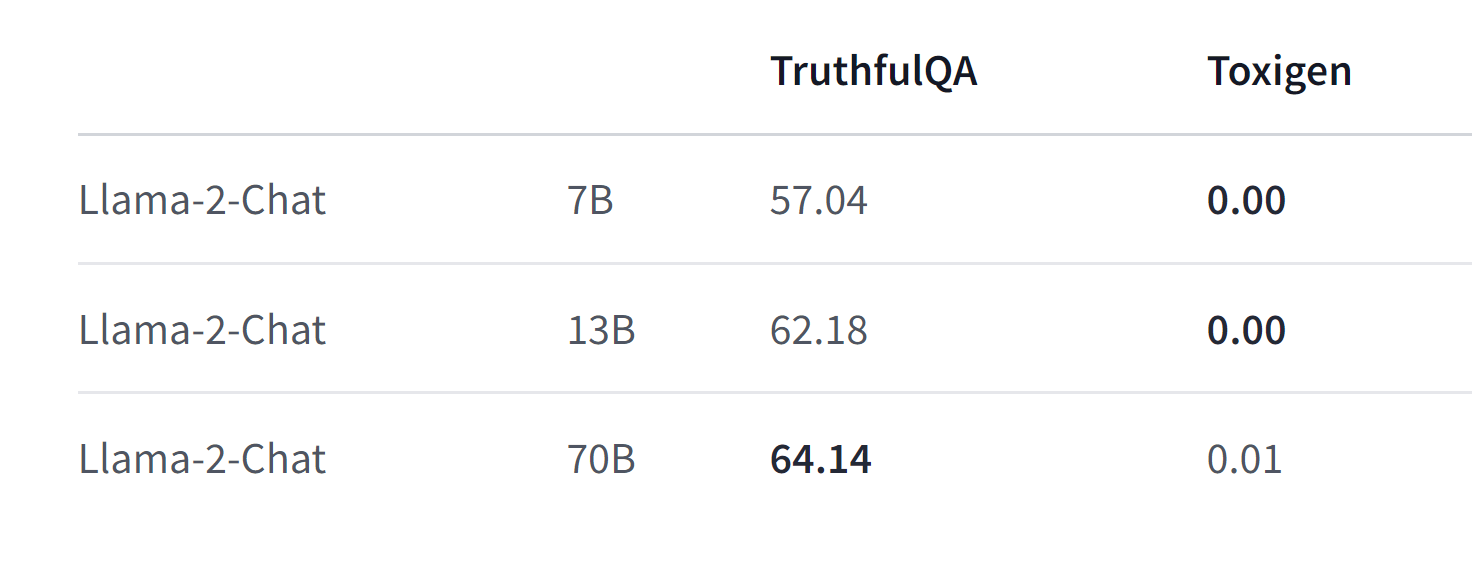 TruthfulQA Toxigen
Llama-2-Chat 7B 57.04 0.00
Llama-2-Chat 13B 62.18 0.00
Llama-2-Chat 70B 64.14 0.01